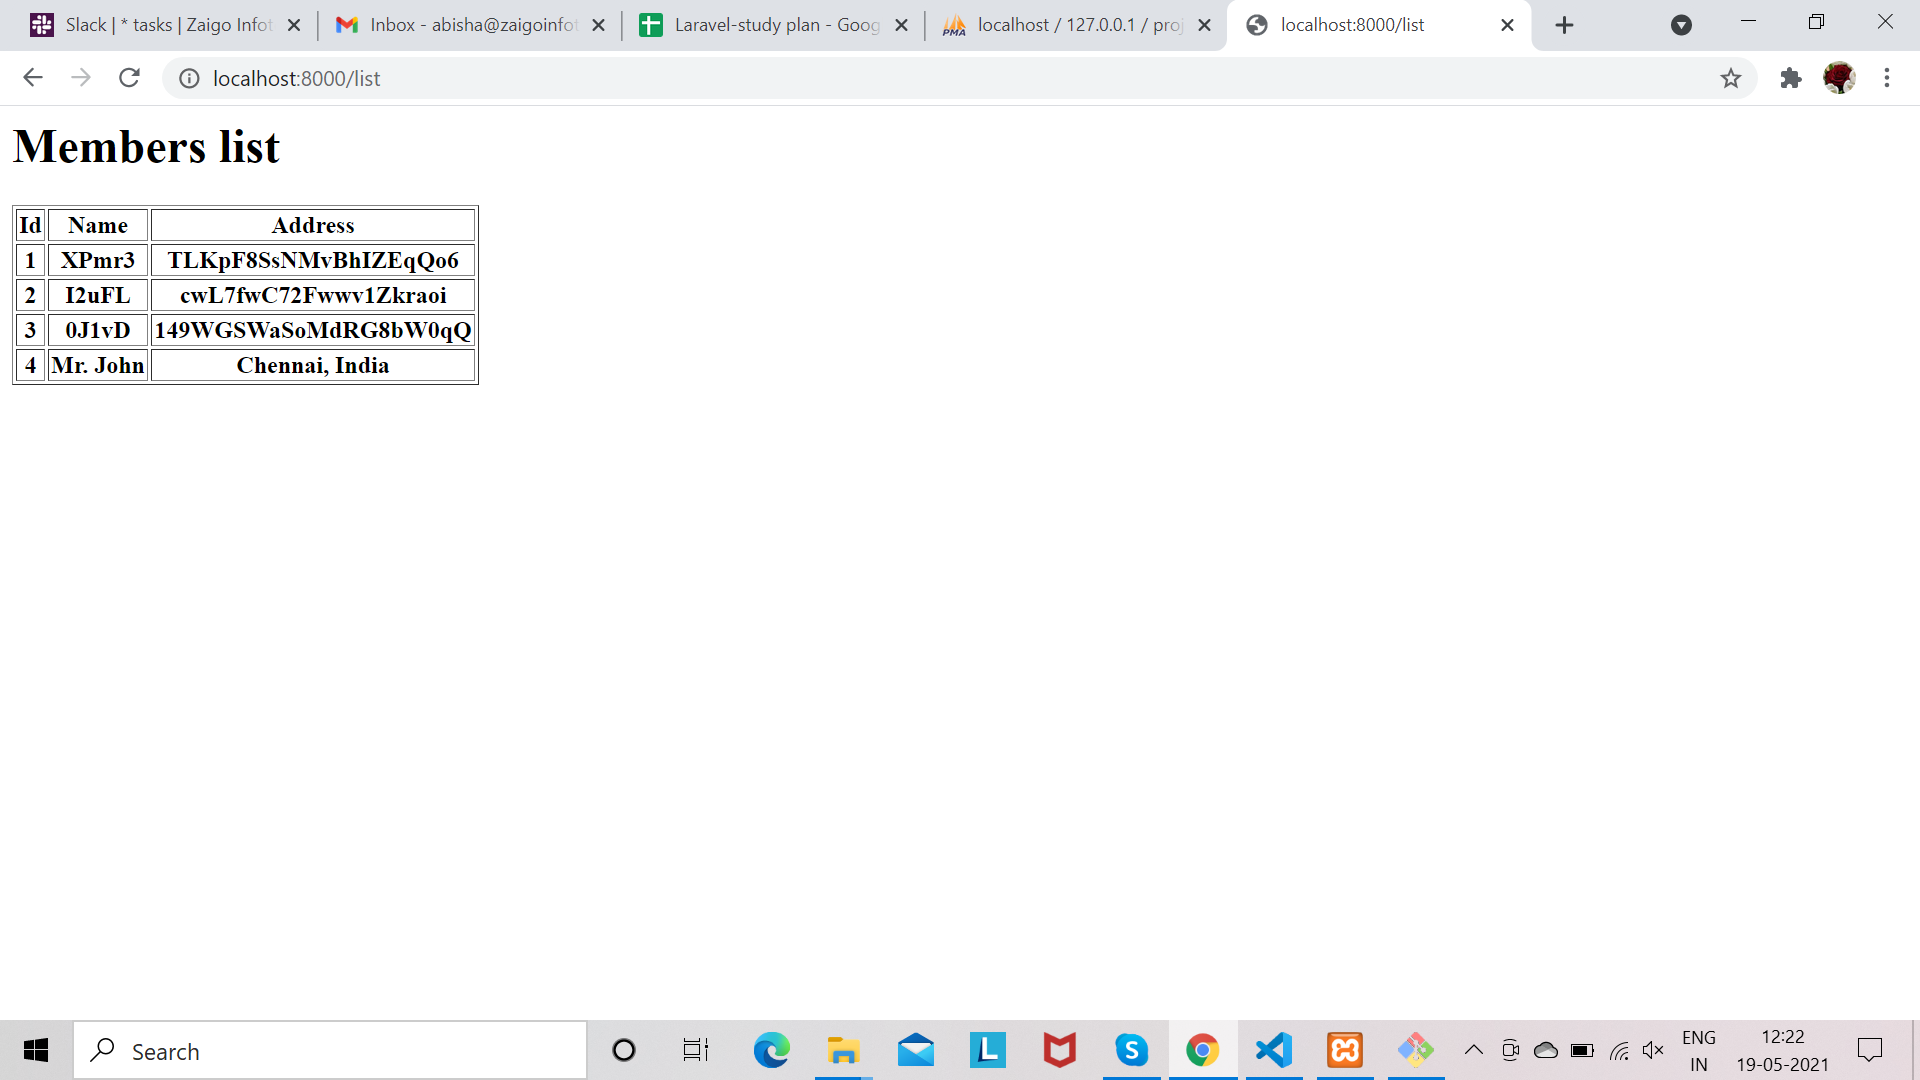 Slack | * tasks | Zaigo Infot
Inbox - abisha@zaigoinfot
Laravel-study plan - Goog
PMA
localhost / 127.0.0.1 / proj
localhost:8000/list
localhost:8000/list
Members list
Id Name Address
1 XPmr3 TLKpF8SsNMvBhIZEqQo6
2 I2uFL cwL7fwC72Fwwv1Zkraoi
3 0J1vD 149WGSWaSoMdRG8bW0qQ
4 Mr. John Chennai, India
Search
L
S
ENG
IN
12:22
19-05-2021